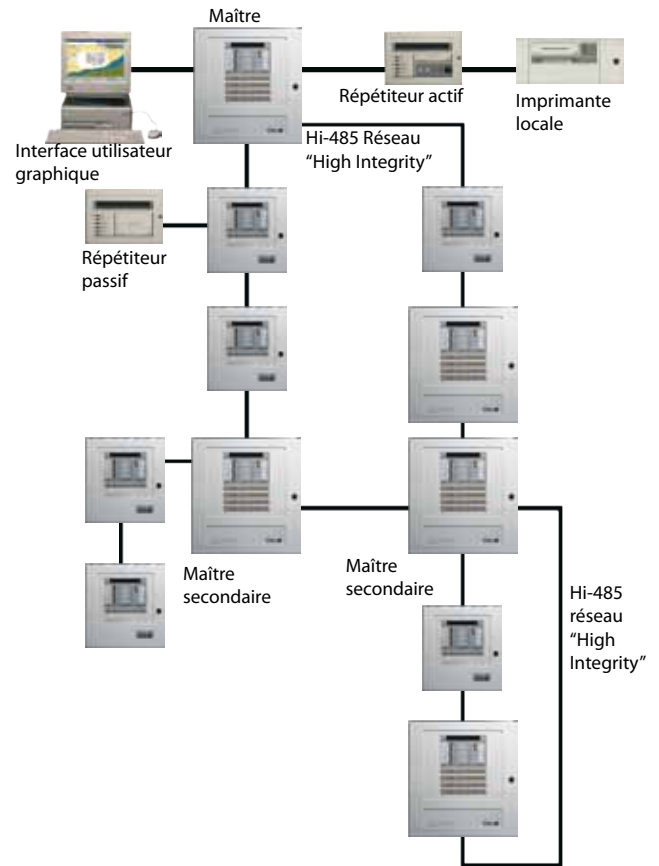 Maître
Répétiteur actif
Imprimante
locale
Interface utilisateur
graphique
Hi-485 Réseau
“High Integrity”
Répétiteur
passif
Maître
secondaire
Maître
secondaire
Hi-485
réseau
“High
Integrity”